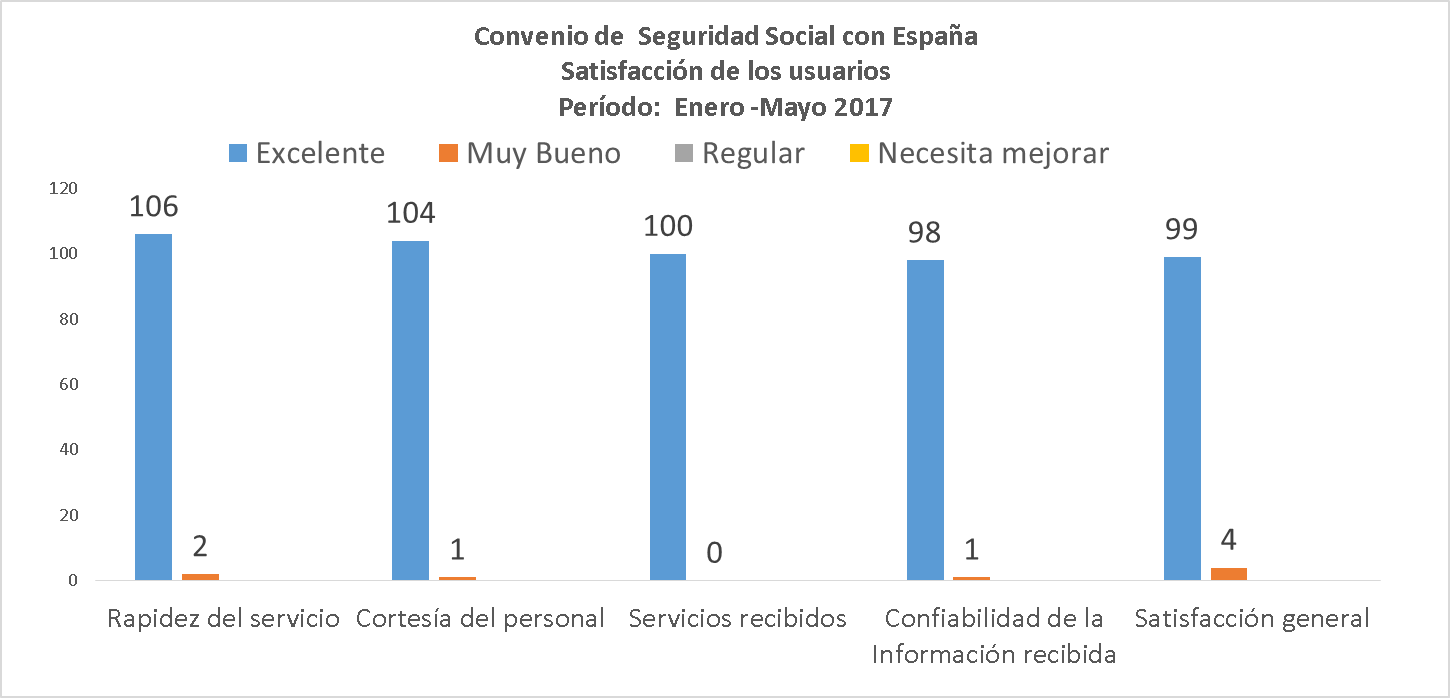 Convenio de  Seguridad Social con España
Satisfacción de los usuarios
Período:  Enero -Mayo 2017
Excelente
Muy Bueno
Regular
Necesita mejorar
120
100
80
60
40
20
0
106
2
104
1
100
0
98
1
99
4
Rapidez del servicio
Cortesía del personal
Servicios recibidos
Confiabilidad de la
Información recibida
Satisfacción general